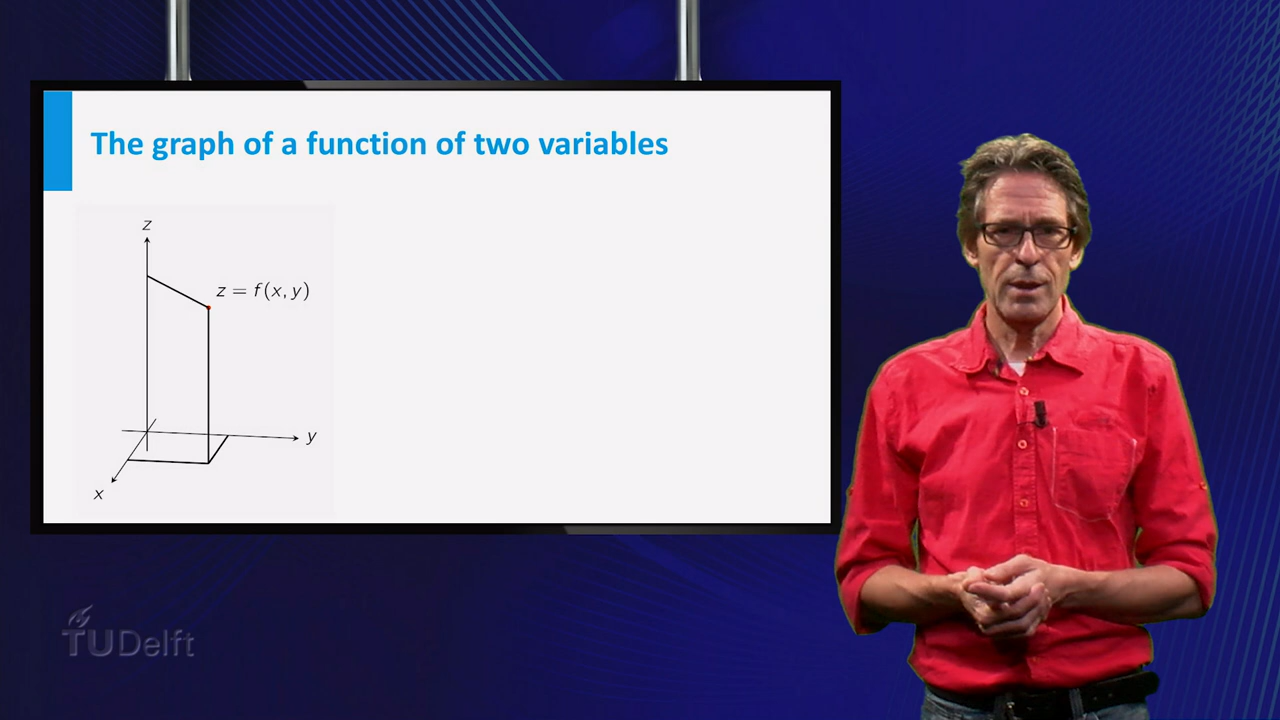 The graph of a function of two variables
z
z = f(x, y)
y
x
TUDelft